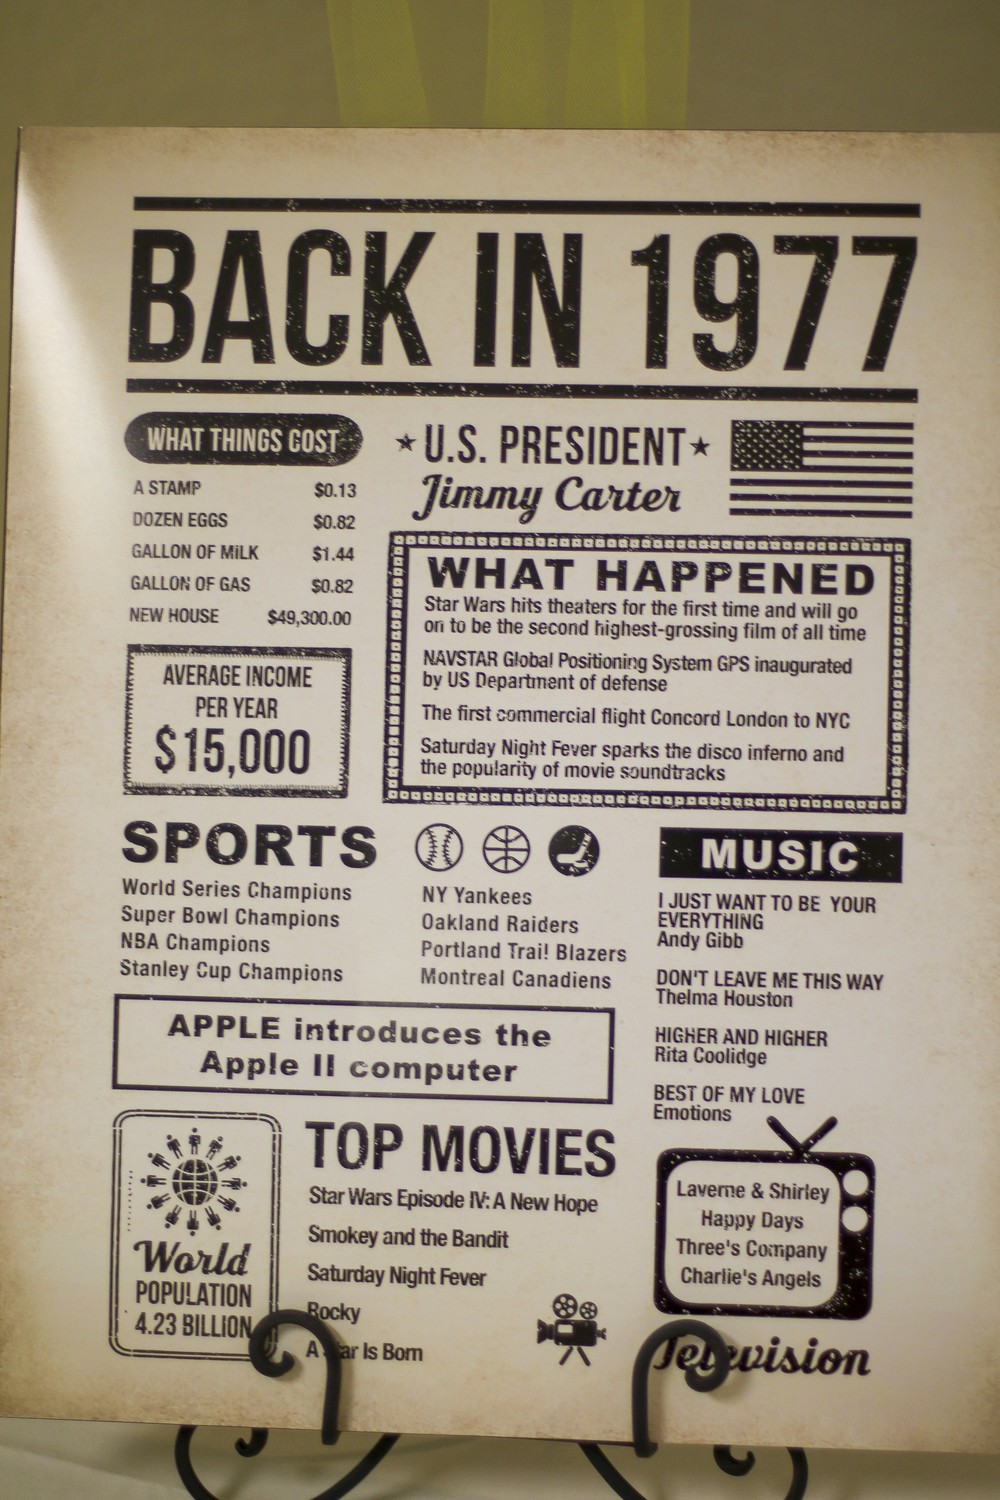 BACK IN 1977
WHAT THINGS COST
A STAMP $0.13
DOZEN EGGS $0.82
GALLON OF MILK $1.44
GALLON OF GAS $0.82
NEW HOUSE $49,300.00
AVERAGE INCOME
PER YEAR
$15,000
★ U.S. PRESIDENT ★
Jimmy Carter
WHAT HAPPENED
Star Wars hits theaters for the first time and will go
on to be the second highest-grossing film of all time
NAVSTAR Global Positioning System GPS inaugurated
by US Department of defense
The first commercial flight Concord London to NYC
Saturday Night Fever sparks the disco inferno and
the popularity of movie soundtracks
SPORTS
World Series Champions NY Yankees
Super Bowl Champions Oakland Raiders
NBA Champions Portland Trail Blazers
Stanley Cup Champions Montreal Canadiens
MUSIC
I JUST WANT TO BE YOUR
EVERYTHING
Andy Gibb
DON'T LEAVE ME THIS WAY
Thelma Houston
HIGHER AND HIGHER
Rita Coolidge
BEST OF MY LOVE
Emotions
APPLE introduces the
Apple II computer
World
POPULATION
4.23 BILLION
TOP MOVIES
Star Wars Episode IV: A New Hope
Smokey and the Bandit
Saturday Night Fever
Rocky
A Star Is Born
Laverne & Shirley
Happy Days
Three's Company
Charlie's Angels
Television